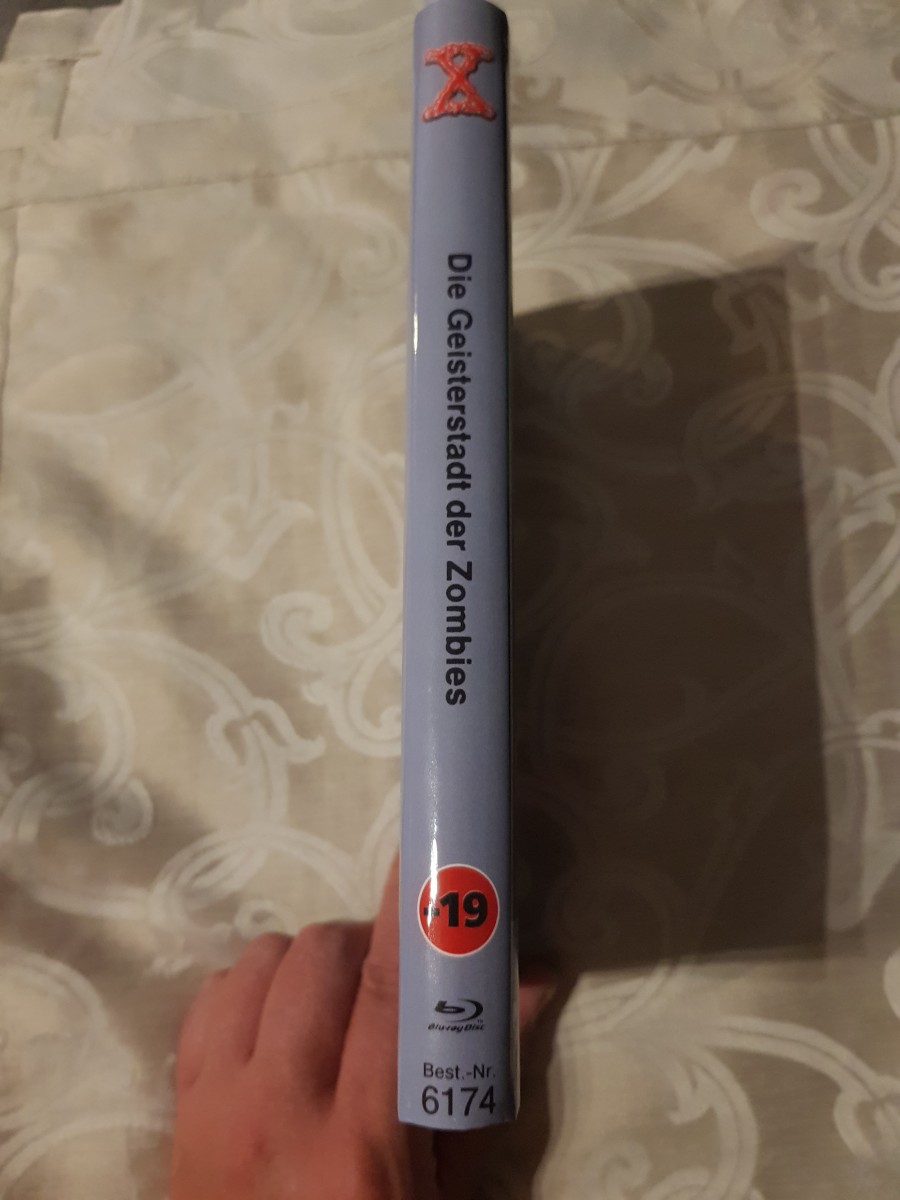 X
Die Geisterstadt der Zombies
19
Blu-ray Disc
Best.-Nr.
6174